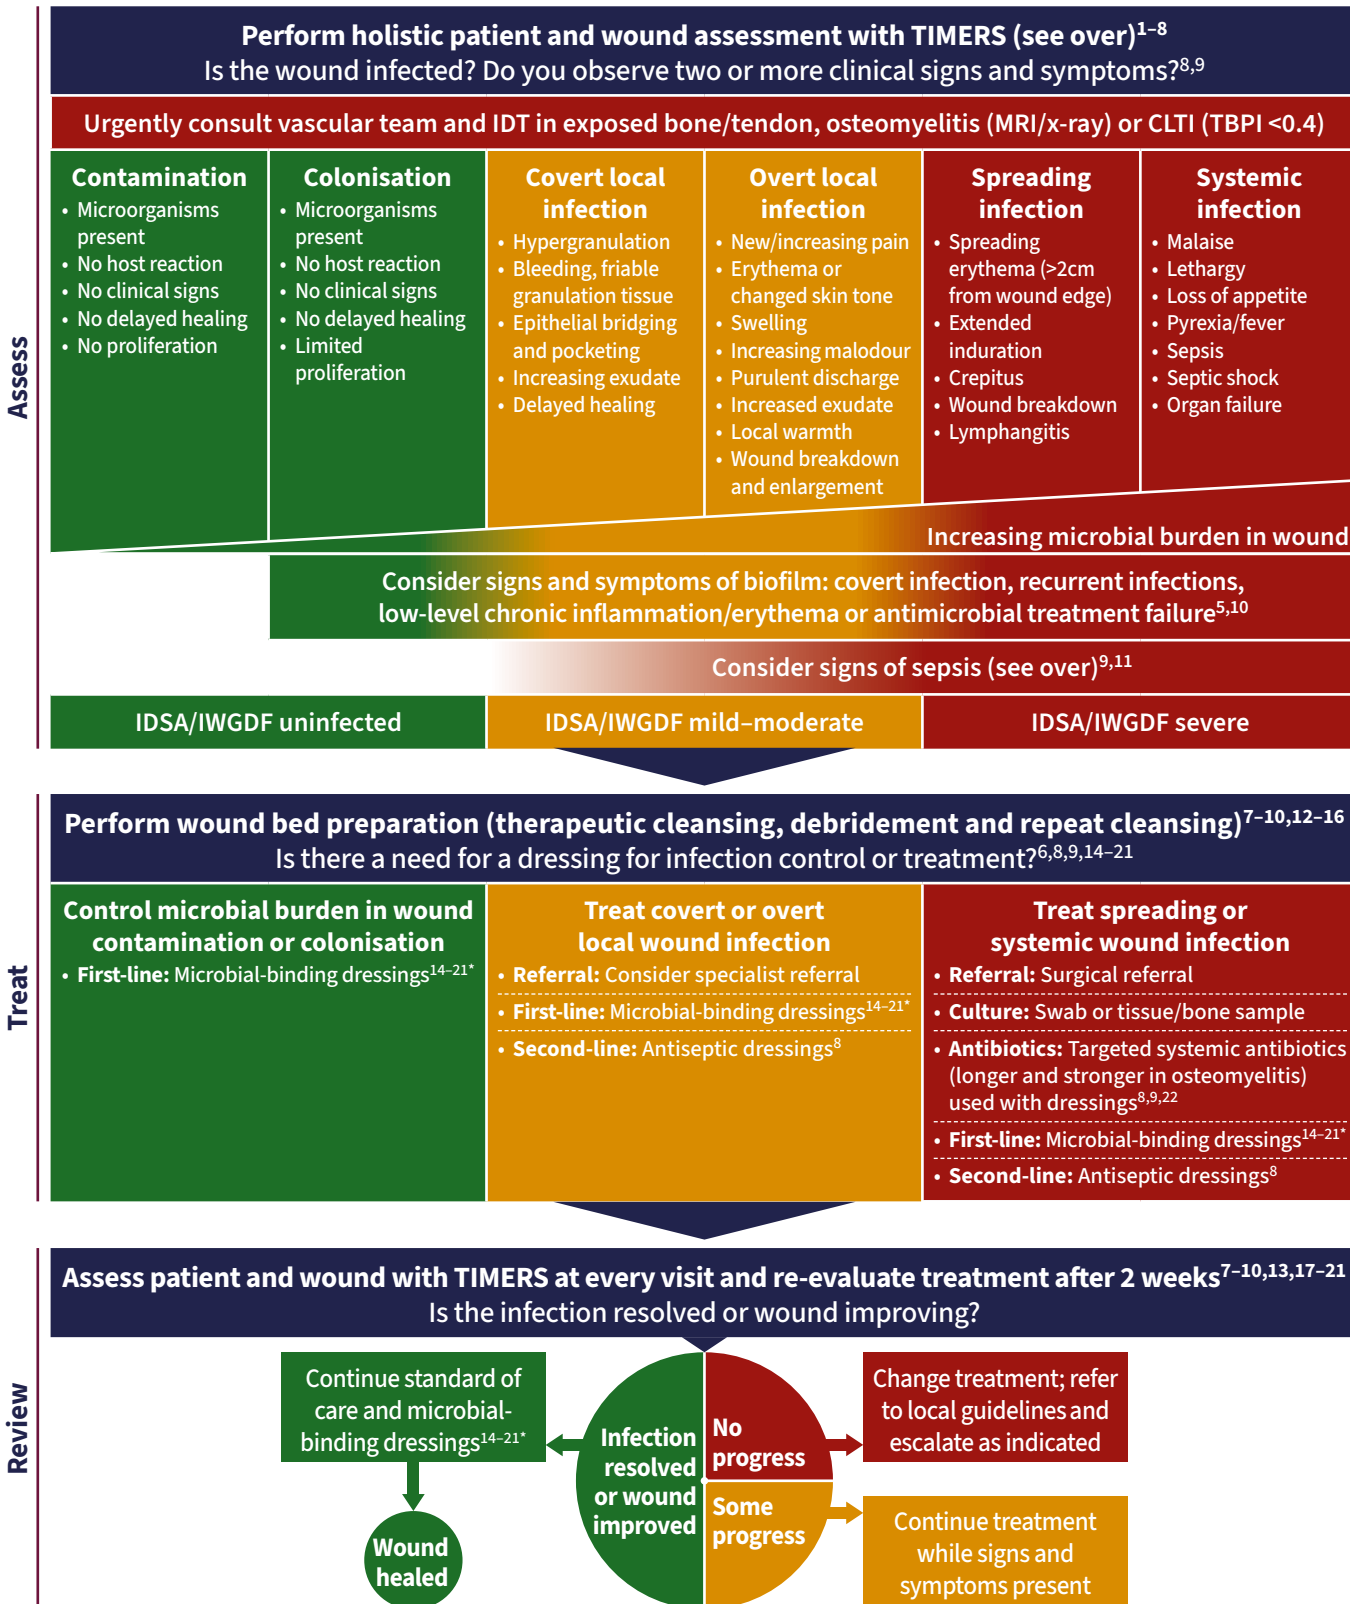 Assess
Perform holistic patient and wound assessment with TIMERS (see over)1–8
Is the wound infected? Do you observe two or more clinical signs and symptoms?8,9
Urgently consult vascular team and IDT in exposed bone/tendon, osteomyelitis (MRI/x-ray) or CLTI (TBPI <0.4)
Contamination
• Microorganisms
present
• No host reaction
• No clinical signs
• No delayed healing
• No proliferation
Colonisation
• Microorganisms
present
• No host reaction
• No clinical signs
• No delayed healing
• Limited
proliferation
Covert local
infection
• Hypergranulation
• Bleeding, friable
granulation tissue
• Epithelial bridging
and pocketing
• Increasing exudate
• Delayed healing
Overt local
infection
• New/increasing pain
• Erythema or
changed skin tone
• Swelling
• Increasing malodour
• Purulent discharge
• Increased exudate
• Local warmth
• Wound breakdown
and enlargement
Spreading
infection
• Spreading
erythema (>2cm
from wound edge)
• Extended
induration
• Crepitus
• Wound breakdown
• Lymphangitis
Systemic
infection
• Malaise
• Lethargy
• Loss of appetite
• Pyrexia/fever
• Sepsis
• Septic shock
• Organ failure
Increasing microbial burden in wound
Consider signs and symptoms of biofilm: covert infection, recurrent infections,
low-level chronic inflammation/erythema or antimicrobial treatment failure5,10
Consider signs of sepsis (see over)9,11
IDSA/IWGDF uninfected
IDSA/IWGDF mild–moderate
IDSA/IWGDF severe
Treat
Perform wound bed preparation (therapeutic cleansing, debridement and repeat cleansing)7–10,12–16
Is there a need for a dressing for infection control or treatment?6,8,9,14–21
Control microbial burden in wound
contamination or colonisation
• First-line: Microbial-binding dressings14–21*
Treat covert or overt
local wound infection
• Referral: Consider specialist referral
• First-line: Microbial-binding dressings14–21*
• Second-line: Antiseptic dressings8
Treat spreading or
systemic wound infection
• Referral: Surgical referral
• Culture: Swab or tissue/bone sample
• Antibiotics: Targeted systemic antibiotics
(longer and stronger in osteomyelitis)
used with dressings8,9,22
• First-line: Microbial-binding dressings14–21*
• Second-line: Antiseptic dressings8
Review
Assess patient and wound with TIMERS at every visit and re-evaluate treatment after 2 weeks7–10,13,17–21
Is the infection resolved or wound improving?
Continue standard of
care and microbial-
binding dressings14–21*
Wound
healed
Infection
resolved
or wound
improved
No
progress
Some
progress
Change treatment; refer
to local guidelines and
escalate as indicated
Continue treatment
while signs and
symptoms present